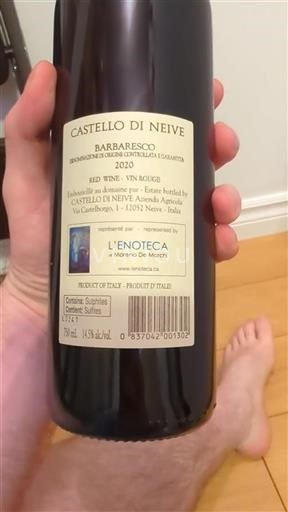 CASTELLO DI NEIVE
BARBARESCO
DENOMINAZIONE DI ORIGINE CONTROLLATA E GARANTITA
2020
RED WINE - VIN ROUGE
Embouteillé au domaine par - Estate bottled by
CASTELLO DI NEIVE Azienda Agricola
Via Castelborgo, 1 - 12052 Neive - Italia
représenté par - represented by
L'ENOTECA
di Moreno De Marchi
www.lenoteca.ca
PRODUCT OF ITALY - PRODUIT D'ITALIE
Contains: Sulphites
Contient: Sulfites
750 ml 14.5% alc./vol.
0 837042 001302